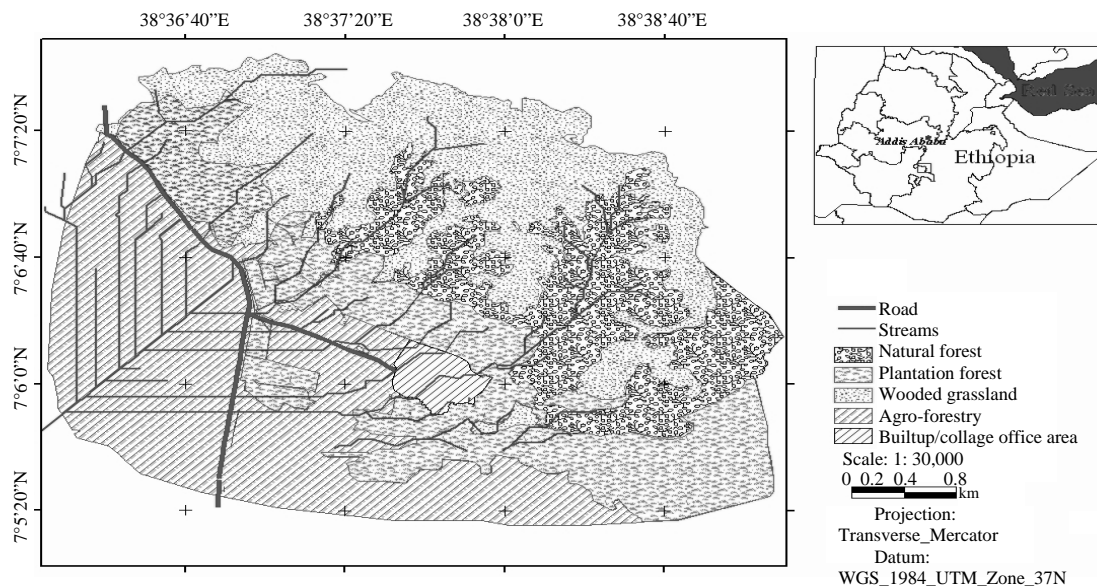 38°36'40"E 38°37'20"E 38°38'0"E 38°38'40"E
7°7'20"N
7°6'40"N
7°6'0"N
7°5'20"N
Red Sea
Addis Ababa
Ethiopia
Road
Streams
Natural forest
Plantation forest
Wooded grassland
Agro-forestry
Builtup/collage office area
Scale: 1: 30,000
0 0.2 0.4 0.8
km
Projection:
Transverse_Mercator
Datum:
WGS_1984_UTM_Zone_37N